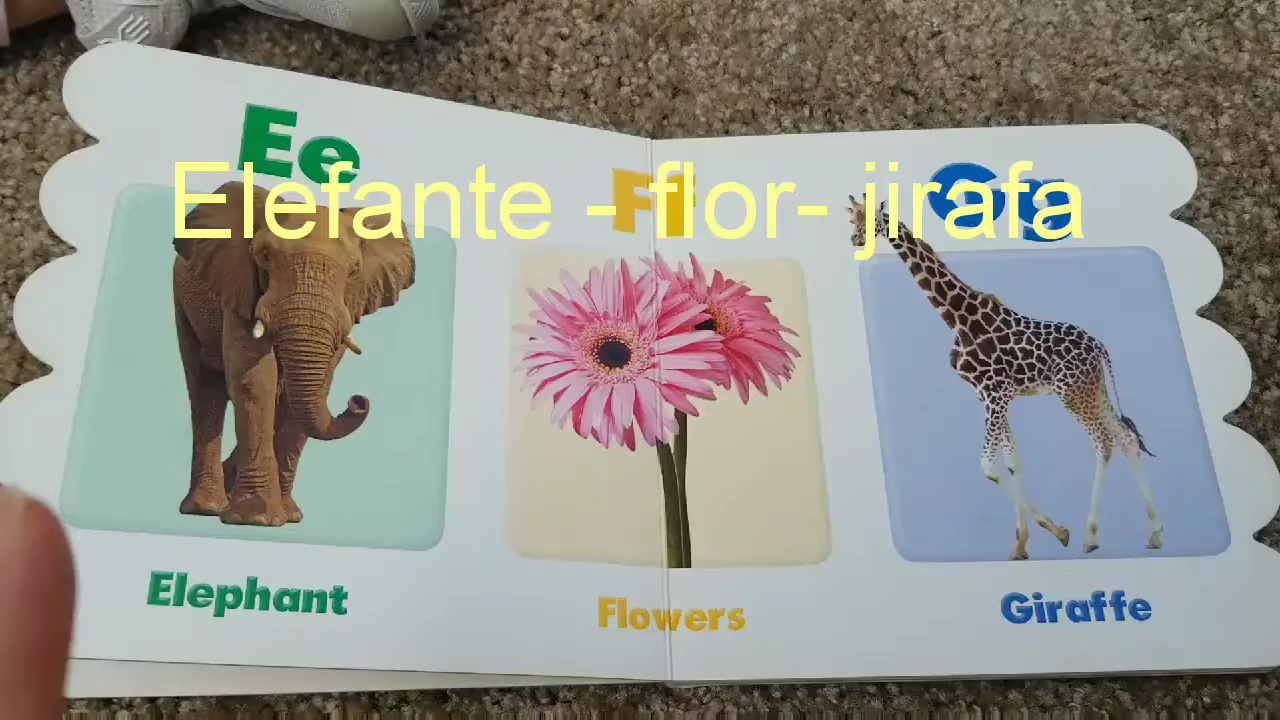 Ee
Ff
Gg
Elefante - flor- jirafa
Elephant
Flowers
Giraffe